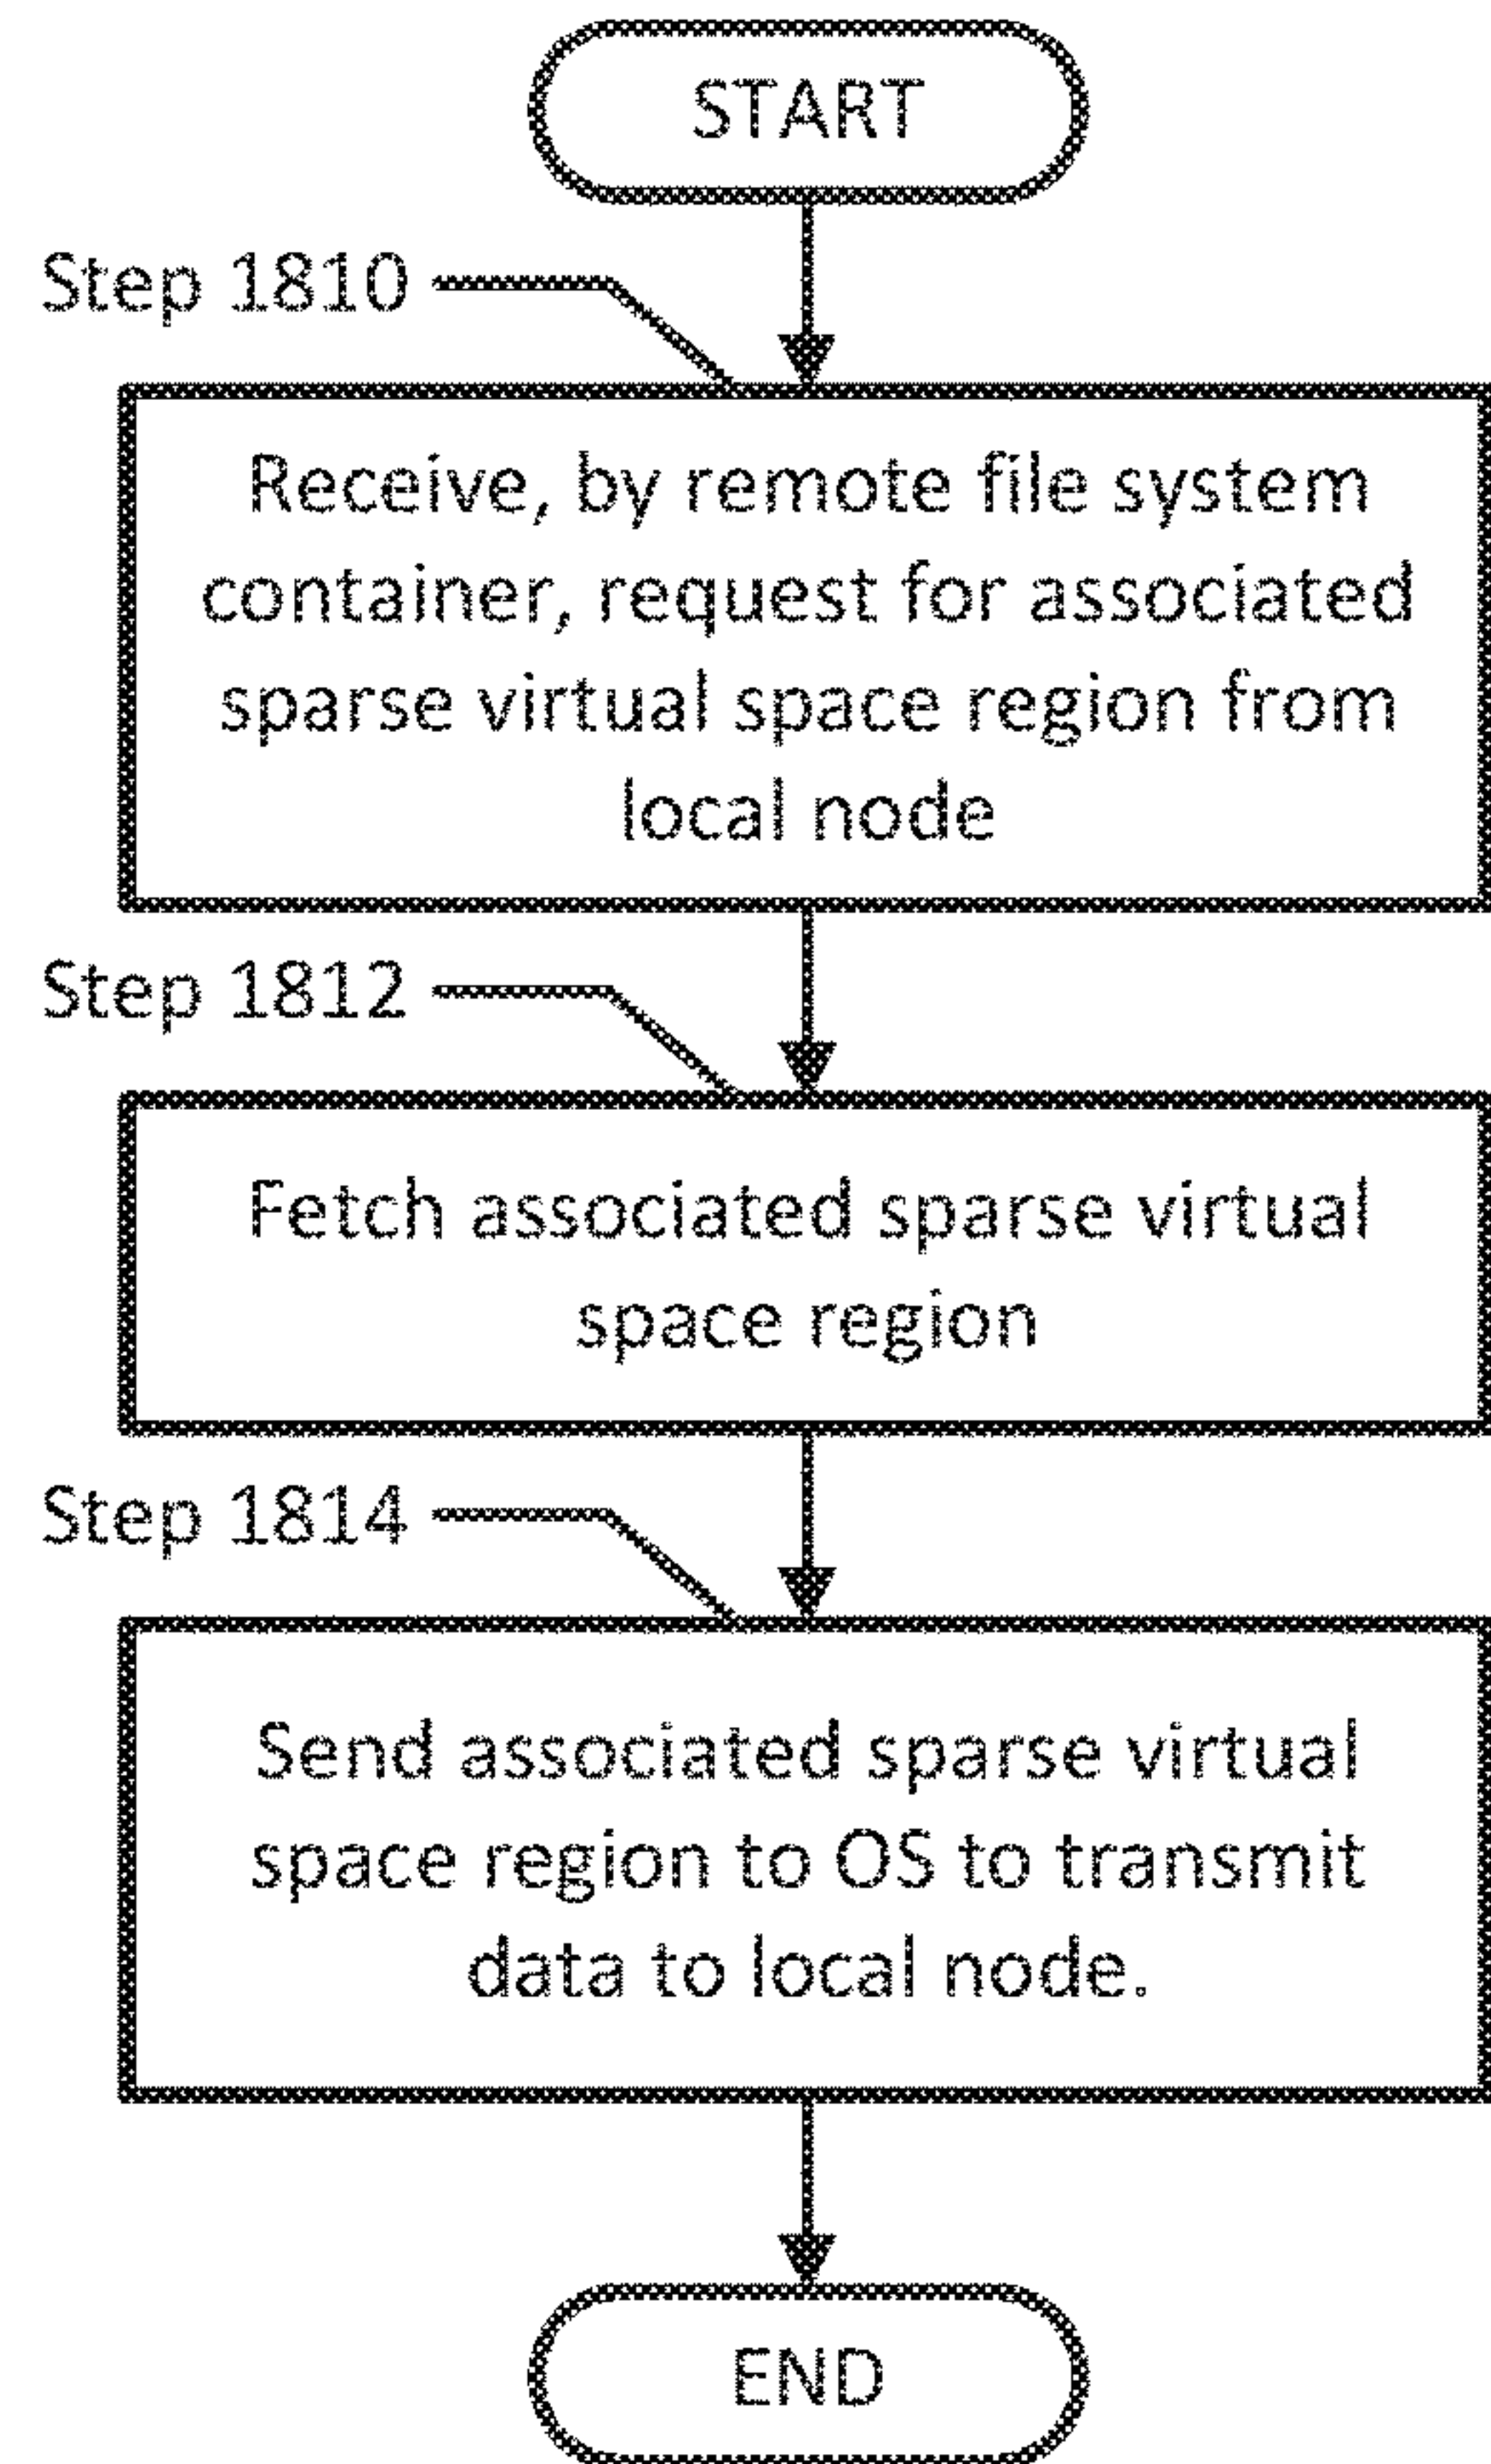 START
Step 1810
Receive, by remote file system
container, request for associated
sparse virtual space region from
local node
Step 1812
Fetch associated sparse virtual
space region
Step 1814
Send associated sparse virtual
space region to OS to transmit
data to local node.
END